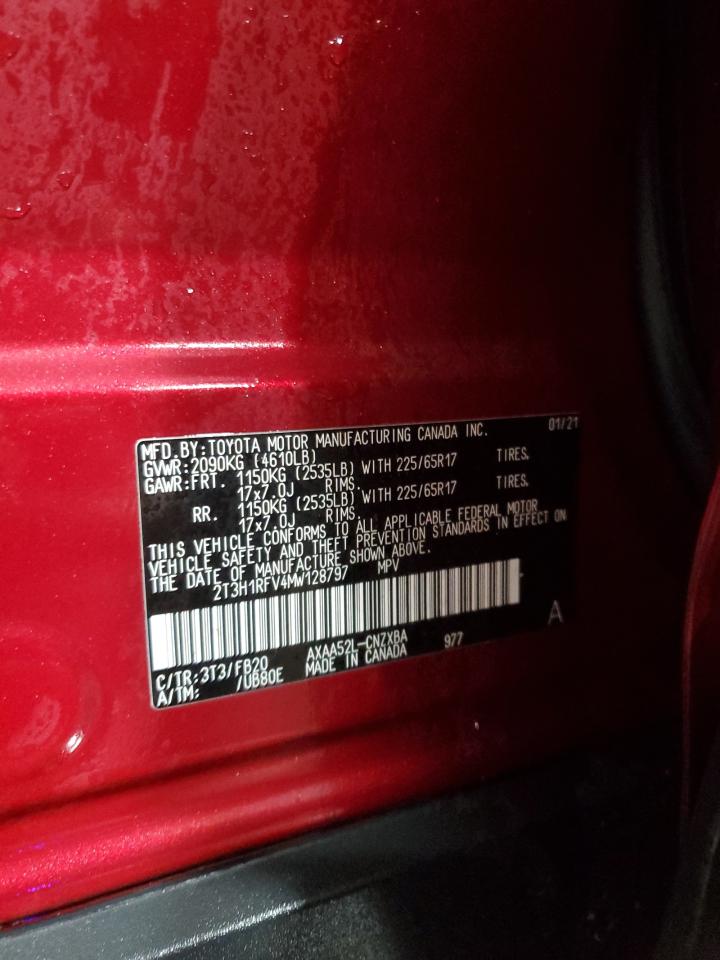 MFD.BY:TOYOTA MOTOR MANUFACTURING CANADA INC. 01/21
GVWR:2090KG (4610LB)
GAWR:FRT. 1150KG (2535LB) WITH 225/65R17 TIRES,
17x7.0J RIMS.
RR. 1150KG (2535LB) WITH 225/65R17 TIRES,
17x7.0J RIMS.
THIS VEHICLE CONFORMS TO ALL APPLICABLE FEDERAL MOTOR
VEHICLE SAFETY AND THEFT PREVENTION STANDARDS IN EFFECT ON
THE DATE OF MANUFACTURE SHOWN ABOVE.
2T3H1RFV4MW128797 MPV
A
C/TR:3T3/FB20 AXAA52L-CNZXBA 977
A/TM: /UB80E MADE IN CANADA